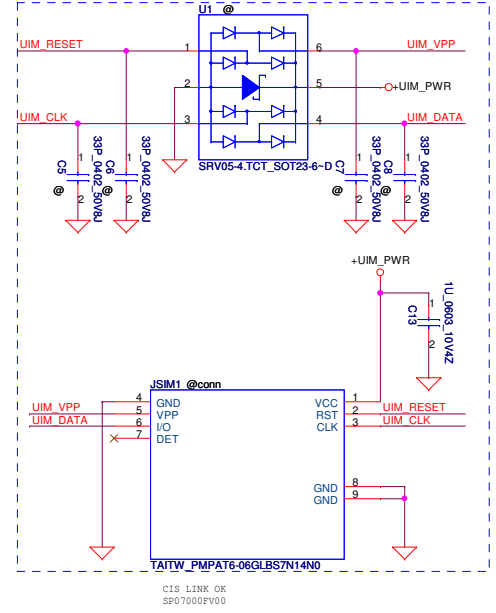 U1 @
UIM_RESET
1
6
UIM_VPP
2
5
+UIM_PWR
UIM_CLK
3
4
UIM_DATA
SRV05-4.TCT_SOT23-6~D
1
33P_0402_50V8J
C5
@
2
1
33P_0402_50V8J
C6
@
2
1
33P_0402_50V8J
C7
@
2
1
33P_0402_50V8J
C8
@
2
+UIM_PWR
1
1U_0603_10V4Z
C13
2
JSIM1 @conn
4 GND
VCC 1
UIM_VPP 5 VPP
RST 2 UIM_RESET
UIM_DATA 6 I/O
CLK 3 UIM_CLK
7 DET
GND 8
GND 9
TAITW_PMPAT6-06GLBS7N14N0
CIS LINK OK
SP07000FV00